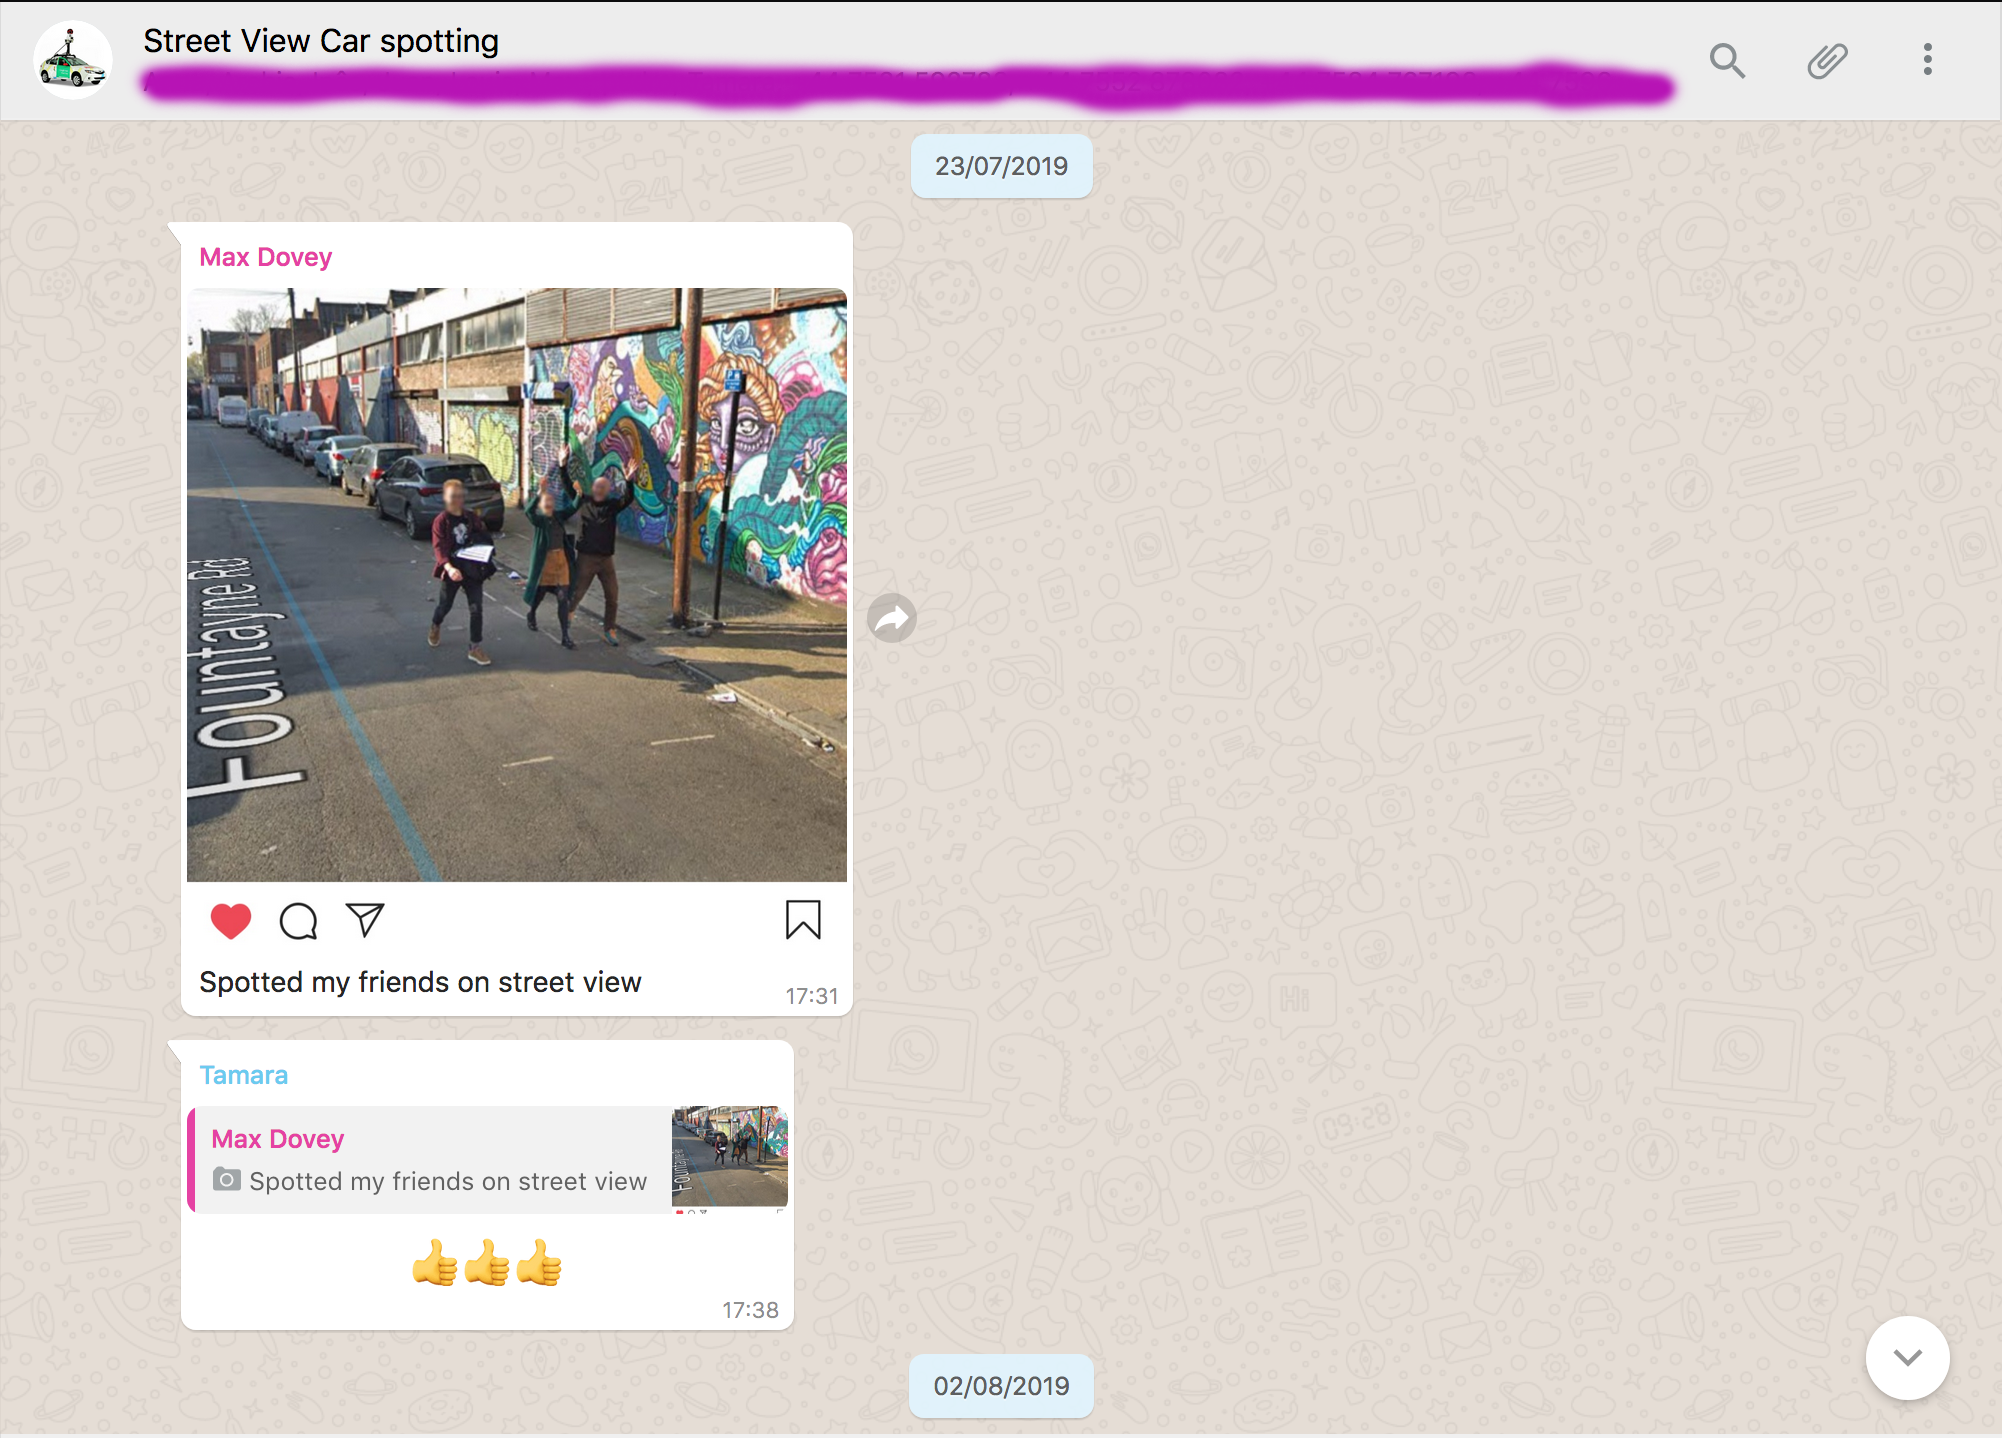 Street View Car spotting
23/07/2019
Max Dovey
Fountayne Rd
Spotted my friends on street view
17:31
Tamara
Max Dovey
Spotted my friends on street view
👍👍👍
17:38
02/08/2019